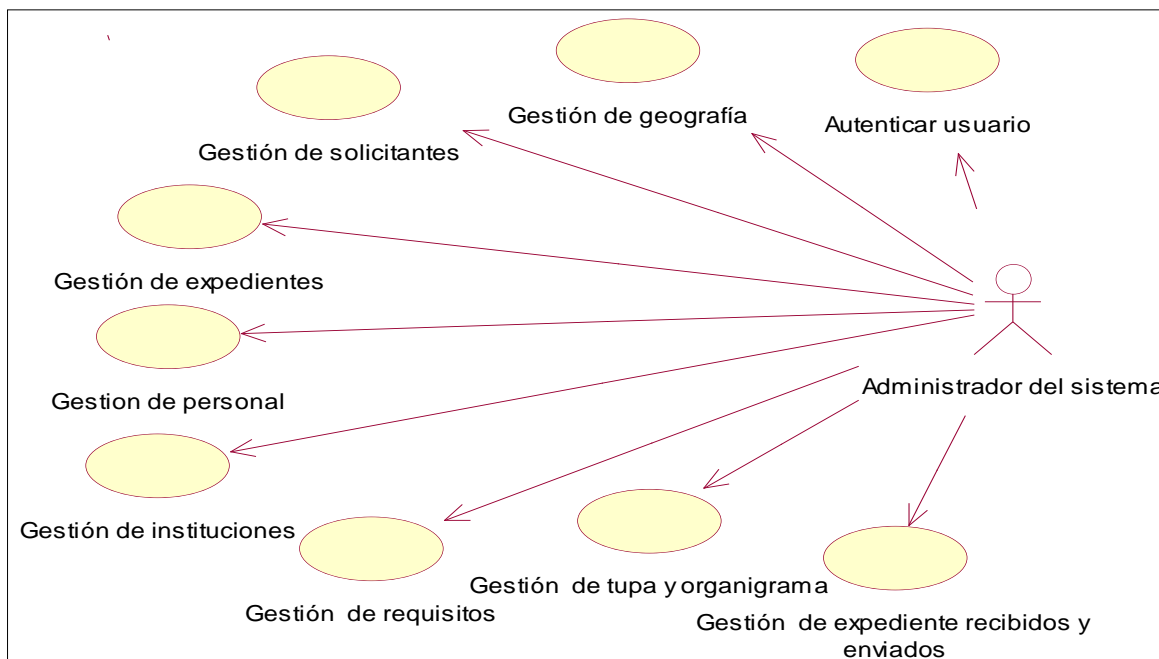 Gestión de geografía
Autenticar usuario
Gestión de solicitantes
Gestión de expedientes
Administrador del sistema
Gestion de personal
Gestión de instituciones
Gestión de tupa y organigrama
Gestión de requisitos
Gestión de expediente recibidos y
enviados